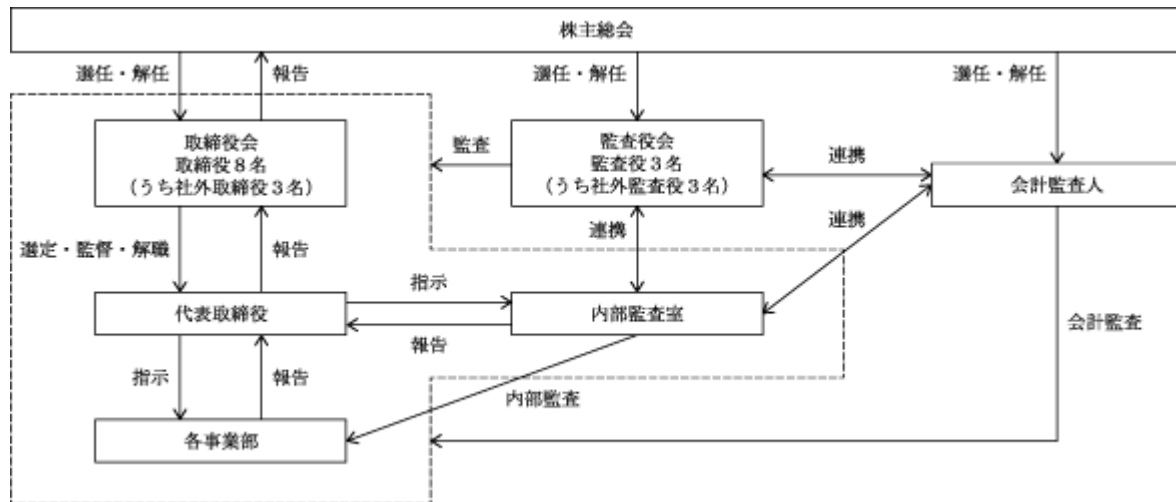 株主総会
選任・解任
報告
選任・解任
選任・解任
取締役会
取締役8名
(うち社外取締役3名)
監査
監査役会
監査役3名
(うち社外監査役3名)
連携
会計監査人
選定・監督・解職
報告
連携
連携
代表取締役
指示
報告
内部監査室
会計監査
指示
報告
内部監査
各事業部